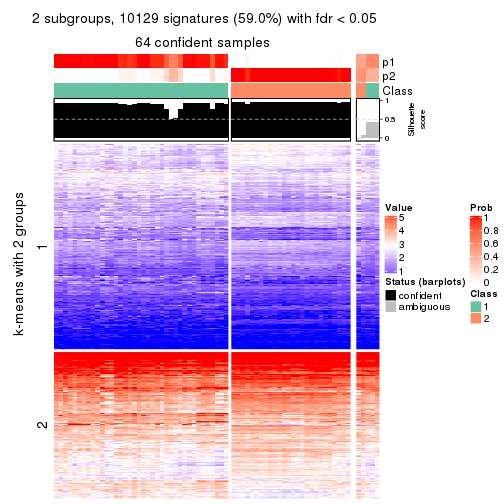 2 subgroups, 10129 signatures (59.0%) with fdr < 0.05
64 confident samples
p1
p2
Class
1
0.5
0
Silhouette
score
k-means with 2 groups
1
2
Value
5
4
3
2
1
Prob
1
0.8
0.6
0.4
0.2
0
Status (barplots)
confident
ambiguous
Class
1
2